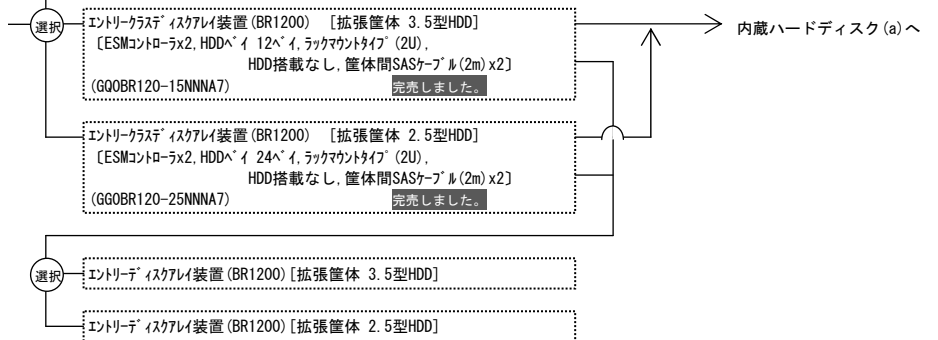 選択
エントリークラスディスクアレイ装置(BR1200) [拡張筐体 3.5型HDD]
[ESMコントローラx2,HDDベイ 12ベイ,ラックマウントタイプ(2U),
HDD搭載なし,筐体間SASケーブル(2m)x2]
(GQOBR120-15NNNA7) 完売しました。
内蔵ハードディスク(a)へ
エントリークラスディスクアレイ装置(BR1200) [拡張筐体 2.5型HDD]
[ESMコントローラx2,HDDベイ 24ベイ,ラックマウントタイプ(2U),
HDD搭載なし,筐体間SASケーブル(2m)x2]
(GGOBR120-25NNNA7) 完売しました。
選択
エントリーディスクアレイ装置(BR1200)[拡張筐体 3.5型HDD]
エントリーディスクアレイ装置(BR1200)[拡張筐体 2.5型HDD]